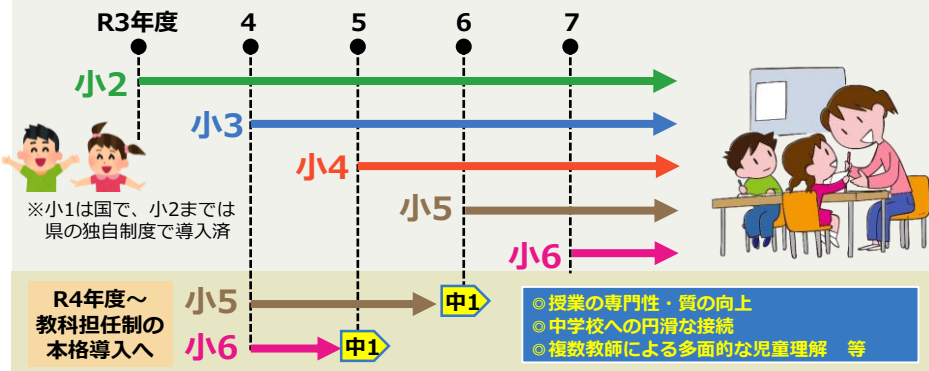 R3年度 4 5 6 7
小2
小3
小4
小5
小6
※小1は国で、小2までは
県の独自制度で導入済
R4年度～
教科担任制の
本格導入へ
小5 中1
小6 中1
◎授業の専門性・質の向上
◎中学校への円滑な接続
◎複数教師による多面的な児童理解 等